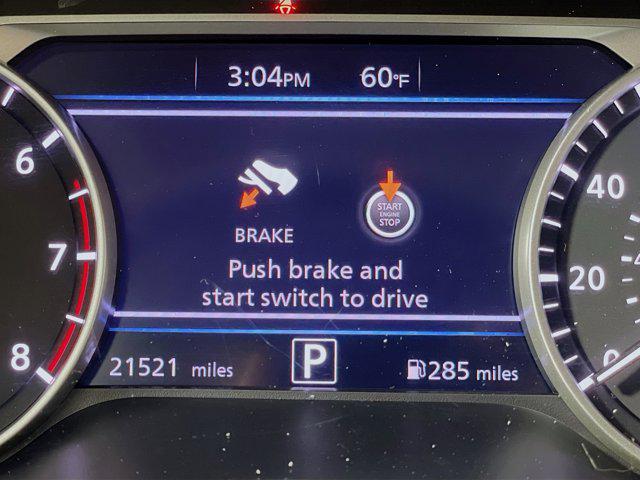 3:04PM 60°F
6
7
8
START
ENGINE
STOP
BRAKE
Push brake and
start switch to drive
21521 miles P 285 miles
40
20
0